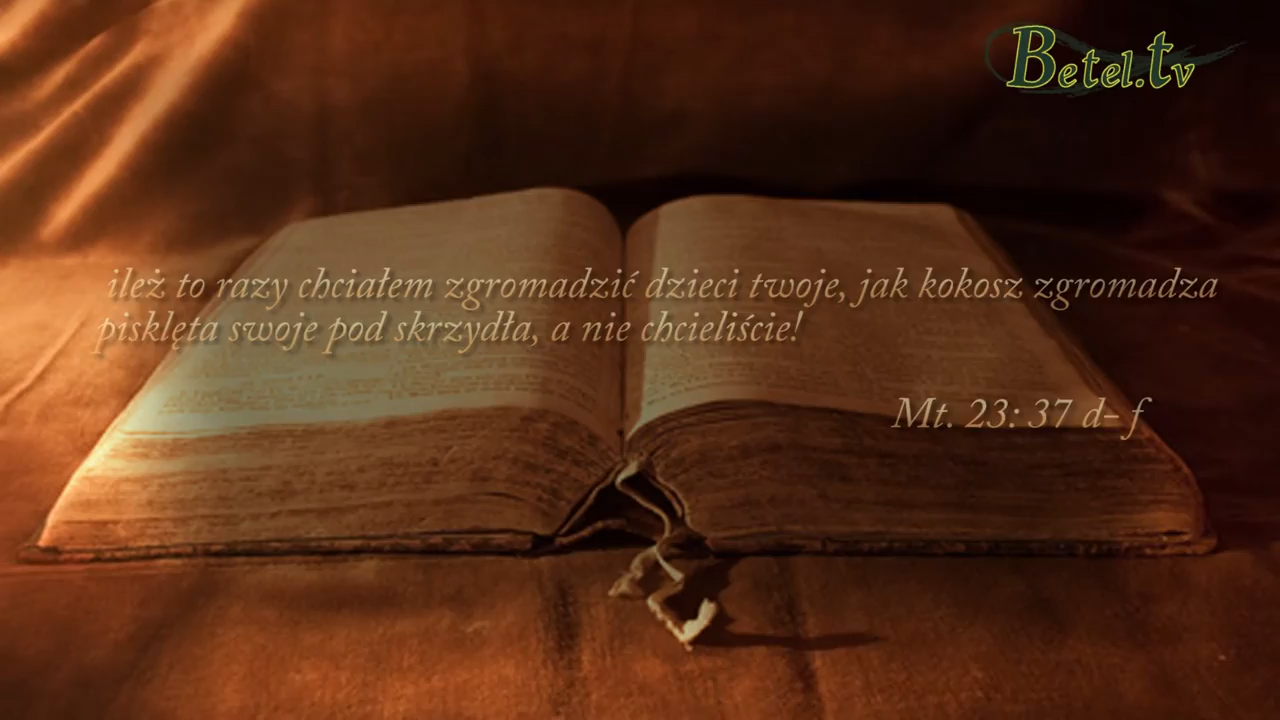 Betel.tv
ileż to razy chciałem zgromadzić dzieci twoje, jak kokosz zgromadza
pisklęta swoje pod skrzydła, a nie chcieliście!
Mt. 23: 37 d- f